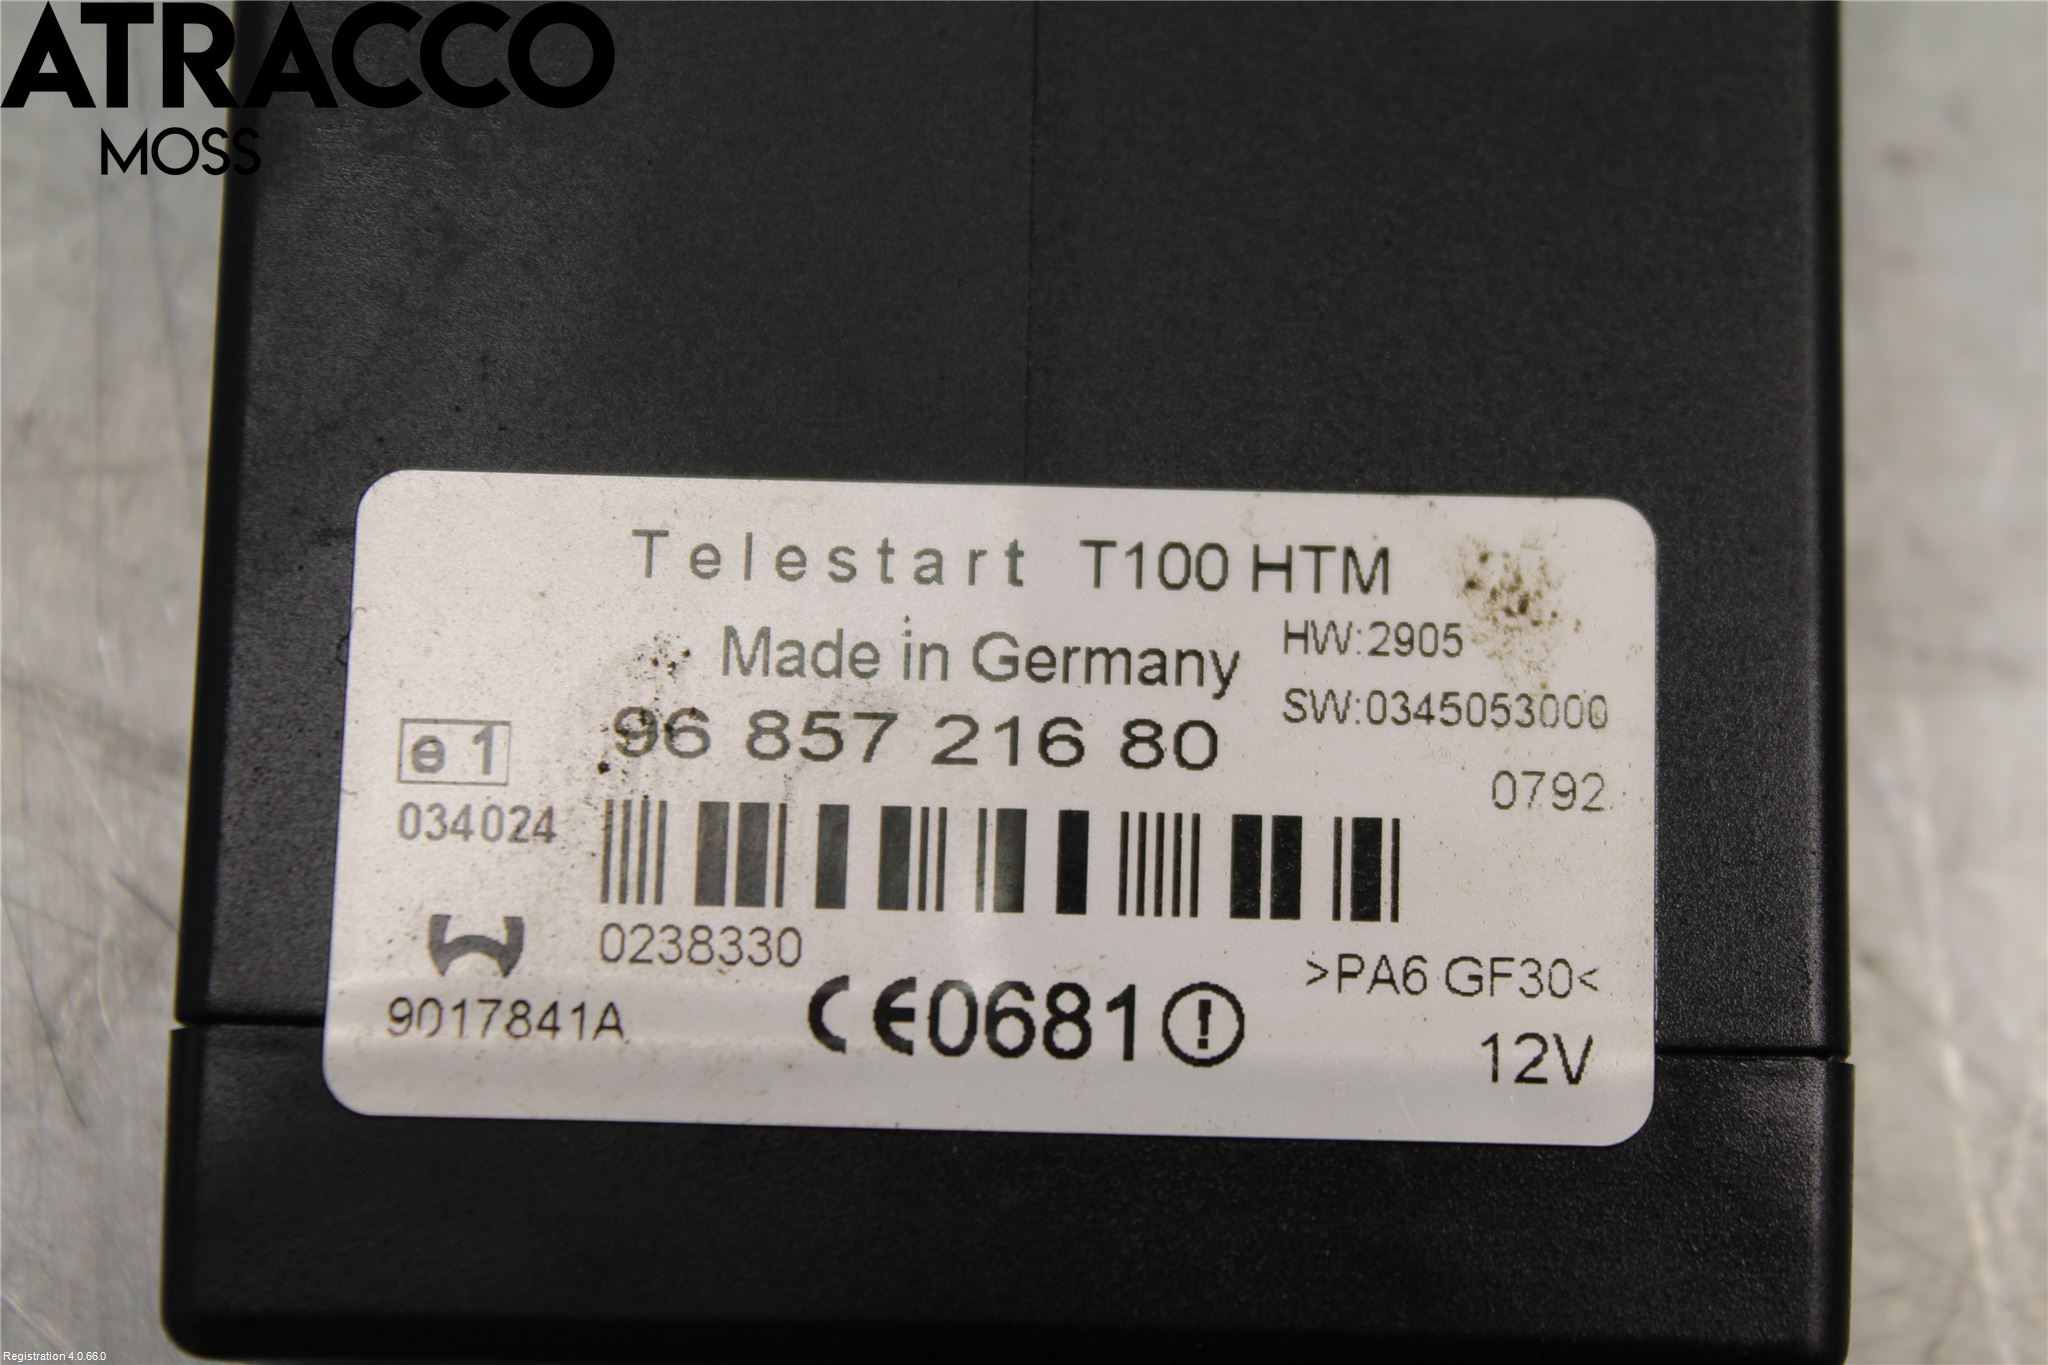 ATRACCO
MOSS
Telestart T100 HTM
Made in Germany
HW:2905
SW:0345053000
96 857 216 80
e1
0792
034024
0238330
>PA6 GF30<
9017841A
CE0681!
12V
Registration 4.0.66.0